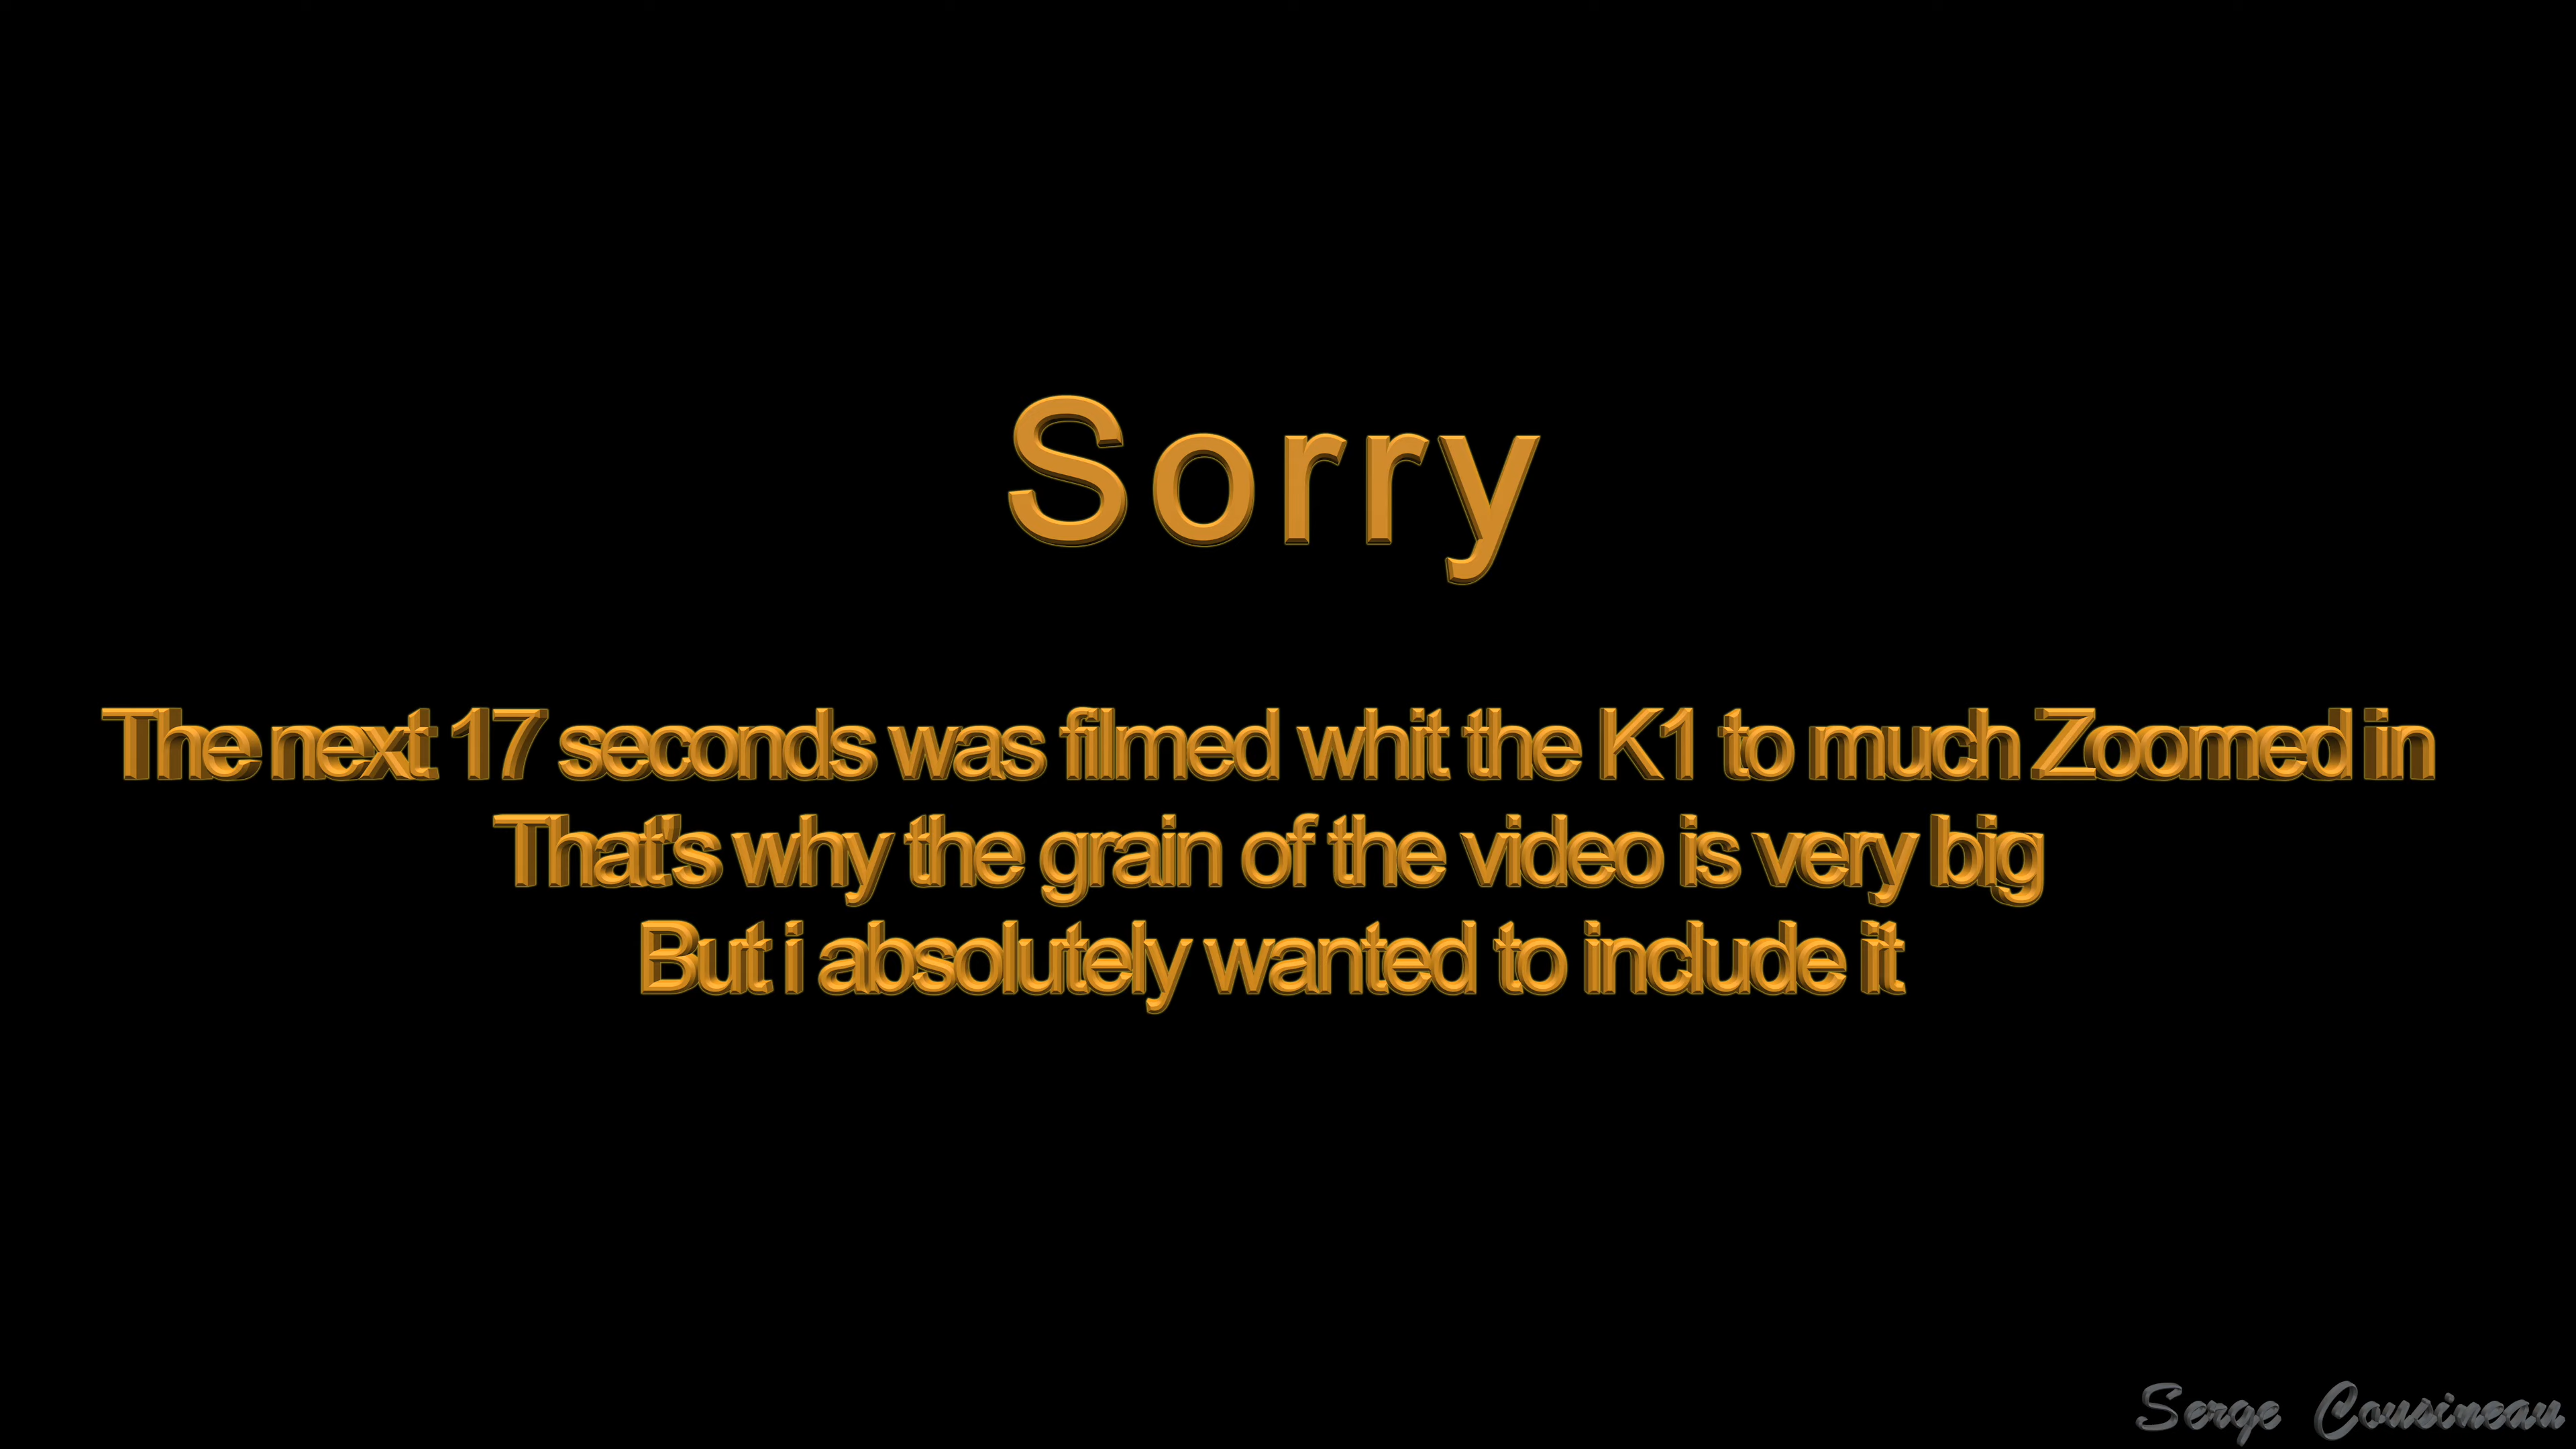 Sorry
The next 17 seconds was filmed whit the K1 to much Zoomed in
That's why the grain of the video is very big
But i absolutely wanted to include it
Serge Cousineau